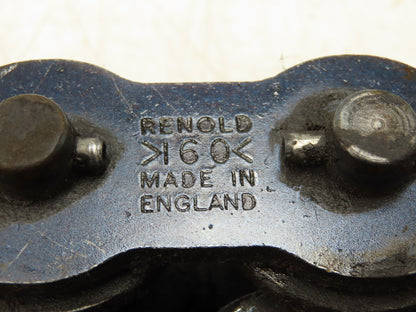 RENOLD
>160<
MADE IN
ENGLAND